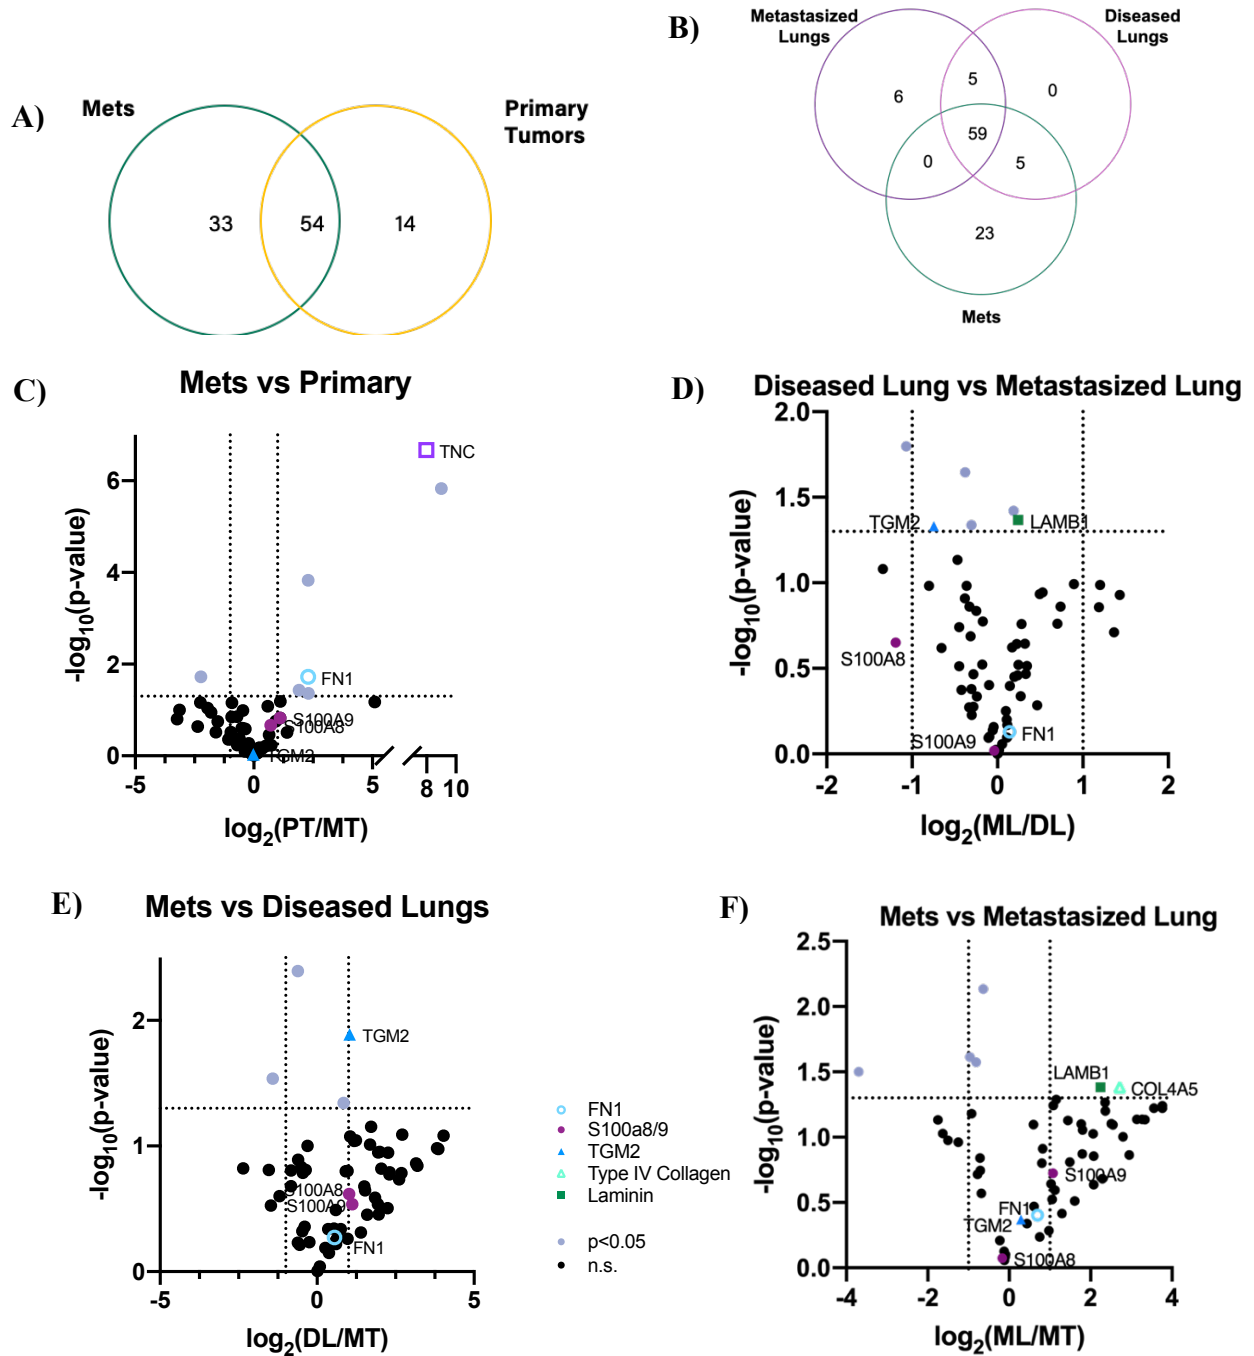 A)
Mets
Primary
Tumors
33
54
14
B)
Metastasized
Lungs
Diseased
Lungs
6
5
0
59
0
5
23
Mets
C)
Mets vs Primary
-log10(p-value)
6
4
2
0
-5
0
5
8
10
TNC
FN1
S100A9
S100A8
TGM2
log2(PT/MT)
D)
Diseased Lung vs Metastasized Lung
-log10(p-value)
2.0
1.5
1.0
0.5
0.0
-2
-1
0
1
2
TGM2
LAMB1
S100A8
S100A9
FN1
log2(ML/DL)
E)
Mets vs Diseased Lungs
-log10(p-value)
2
1
0
-5
0
5
TGM2
S100A8
S100A9
FN1
log2(DL/MT)
FN1
S100a8/9
TGM2
Type IV Collagen
Laminin
p<0.05
n.s.
F)
Mets vs Metastasized Lung
-log10(p-value)
2.5
2.0
1.5
1.0
0.5
0.0
-4
-2
0
2
4
LAMB1
COL4A5
S100A9
FN1
TGM2
S100A8
log2(ML/MT)